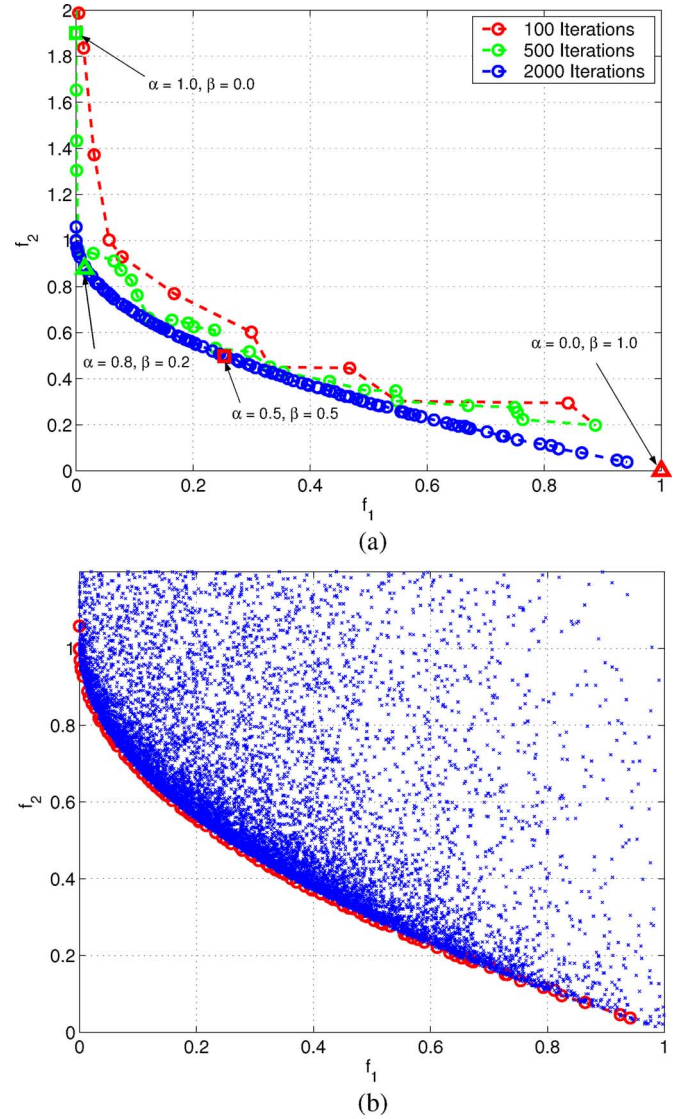 2
1.8
1.6
1.4
1.2
1
0.8
0.6
0.4
0.2
0
f2
100 Iterations
500 Iterations
2000 Iterations
α = 1.0, β = 0.0
α = 0.8, β = 0.2
α = 0.5, β = 0.5
α = 0.0, β = 1.0
0 0.2 0.4 0.6 0.8 1
f1
(a)
1
0.8
0.6
0.4
0.2
0
f2
0 0.2 0.4 0.6 0.8 1
f1
(b)